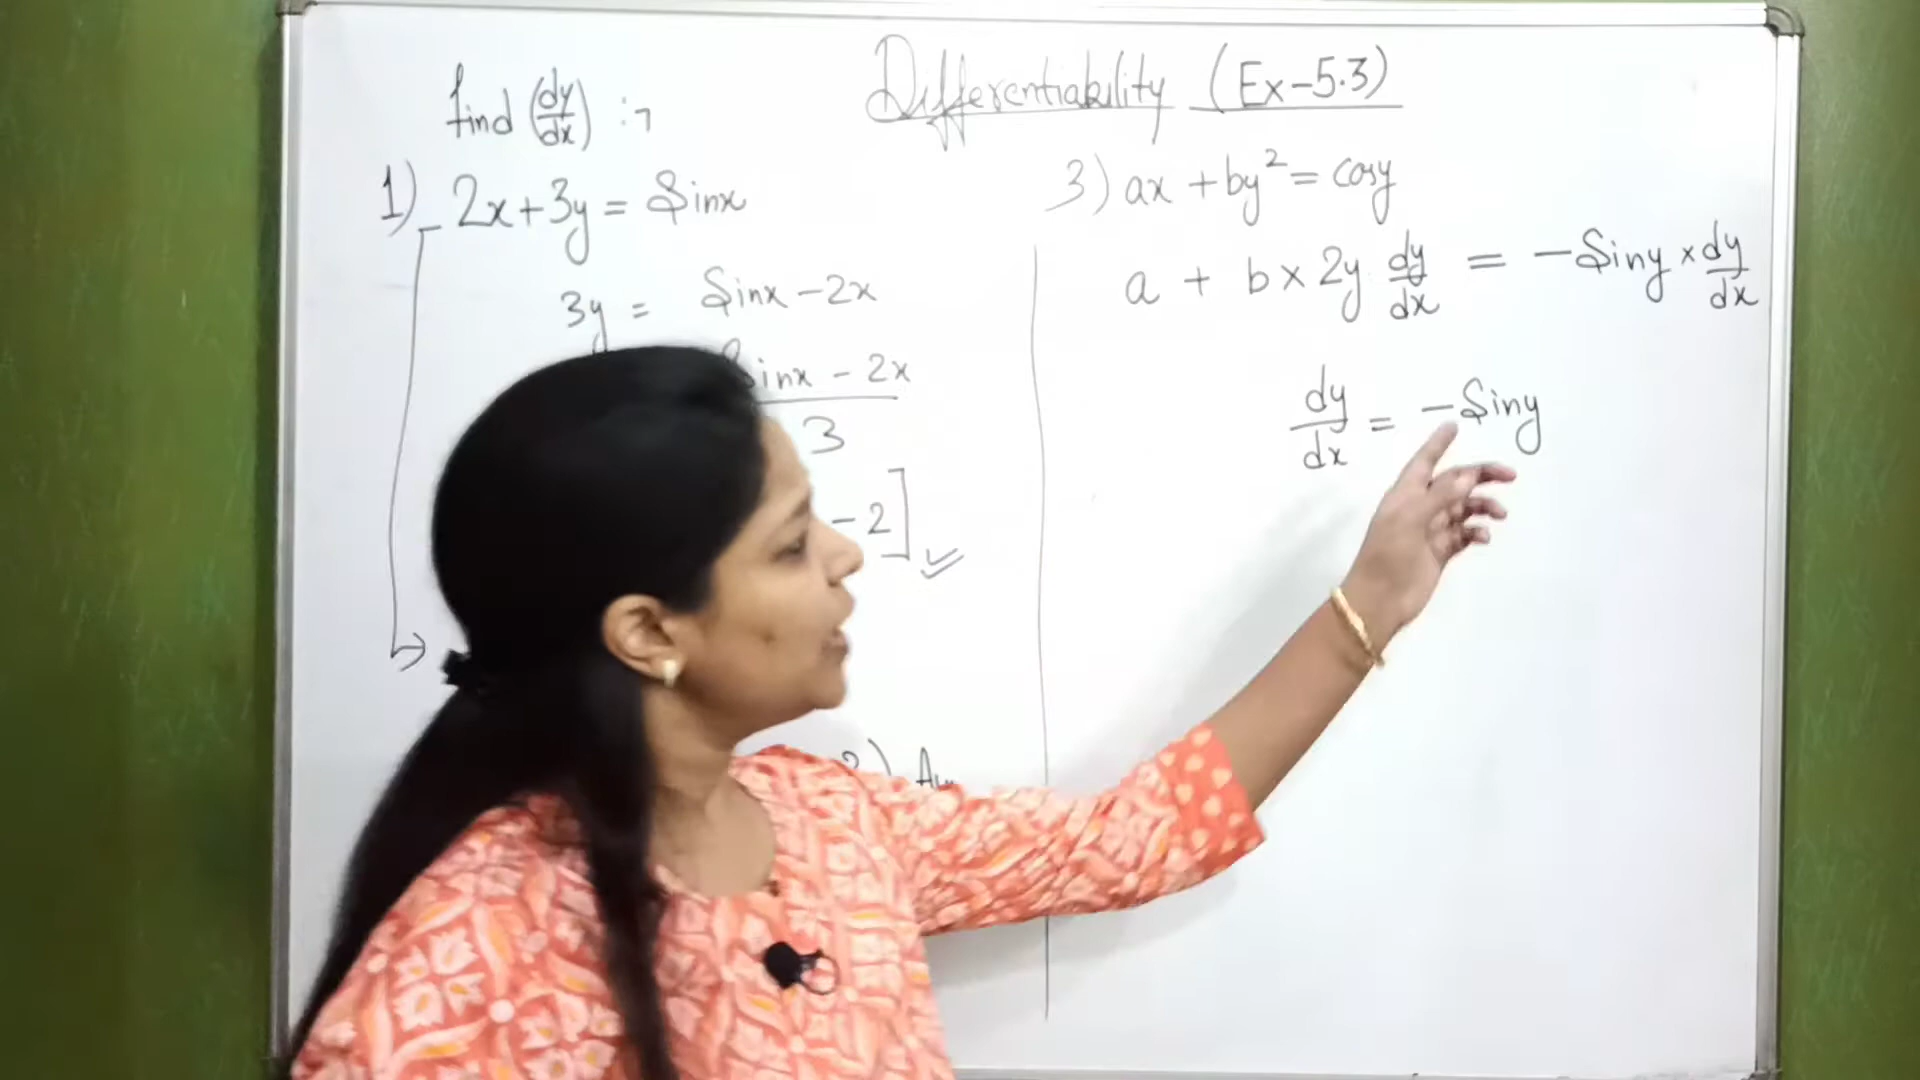 Differentiability (Ex-5.3)
find (dy/dx) :-
1) 2x+3y = Sinx
3y = Sinx - 2x
Sinx - 2x
3
- 2]
3) ax + by² = cosy
a + b × 2y dy/dx = - Siny × dy/dx
dy/dx = - Siny